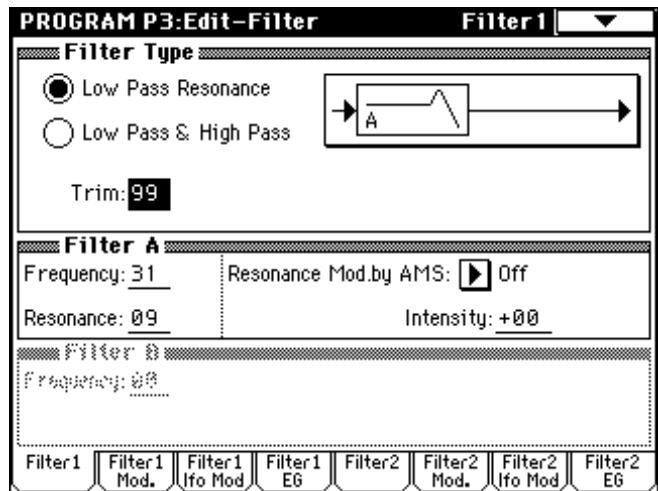 PROGRAM P3:Edit-Filter Filter1
Filter Type
Low Pass Resonance
Low Pass & High Pass
A
Trim:99
Filter A
Frequency: 31 Resonance Mod.by AMS: Off
Resonance: 09 Intensity: +00
Filter B
Frequency: 00
Filter1 Filter1 Mod. Filter1 lfo Mod Filter1 EG Filter2 Filter2 Mod. Filter2 lfo Mod Filter2 EG